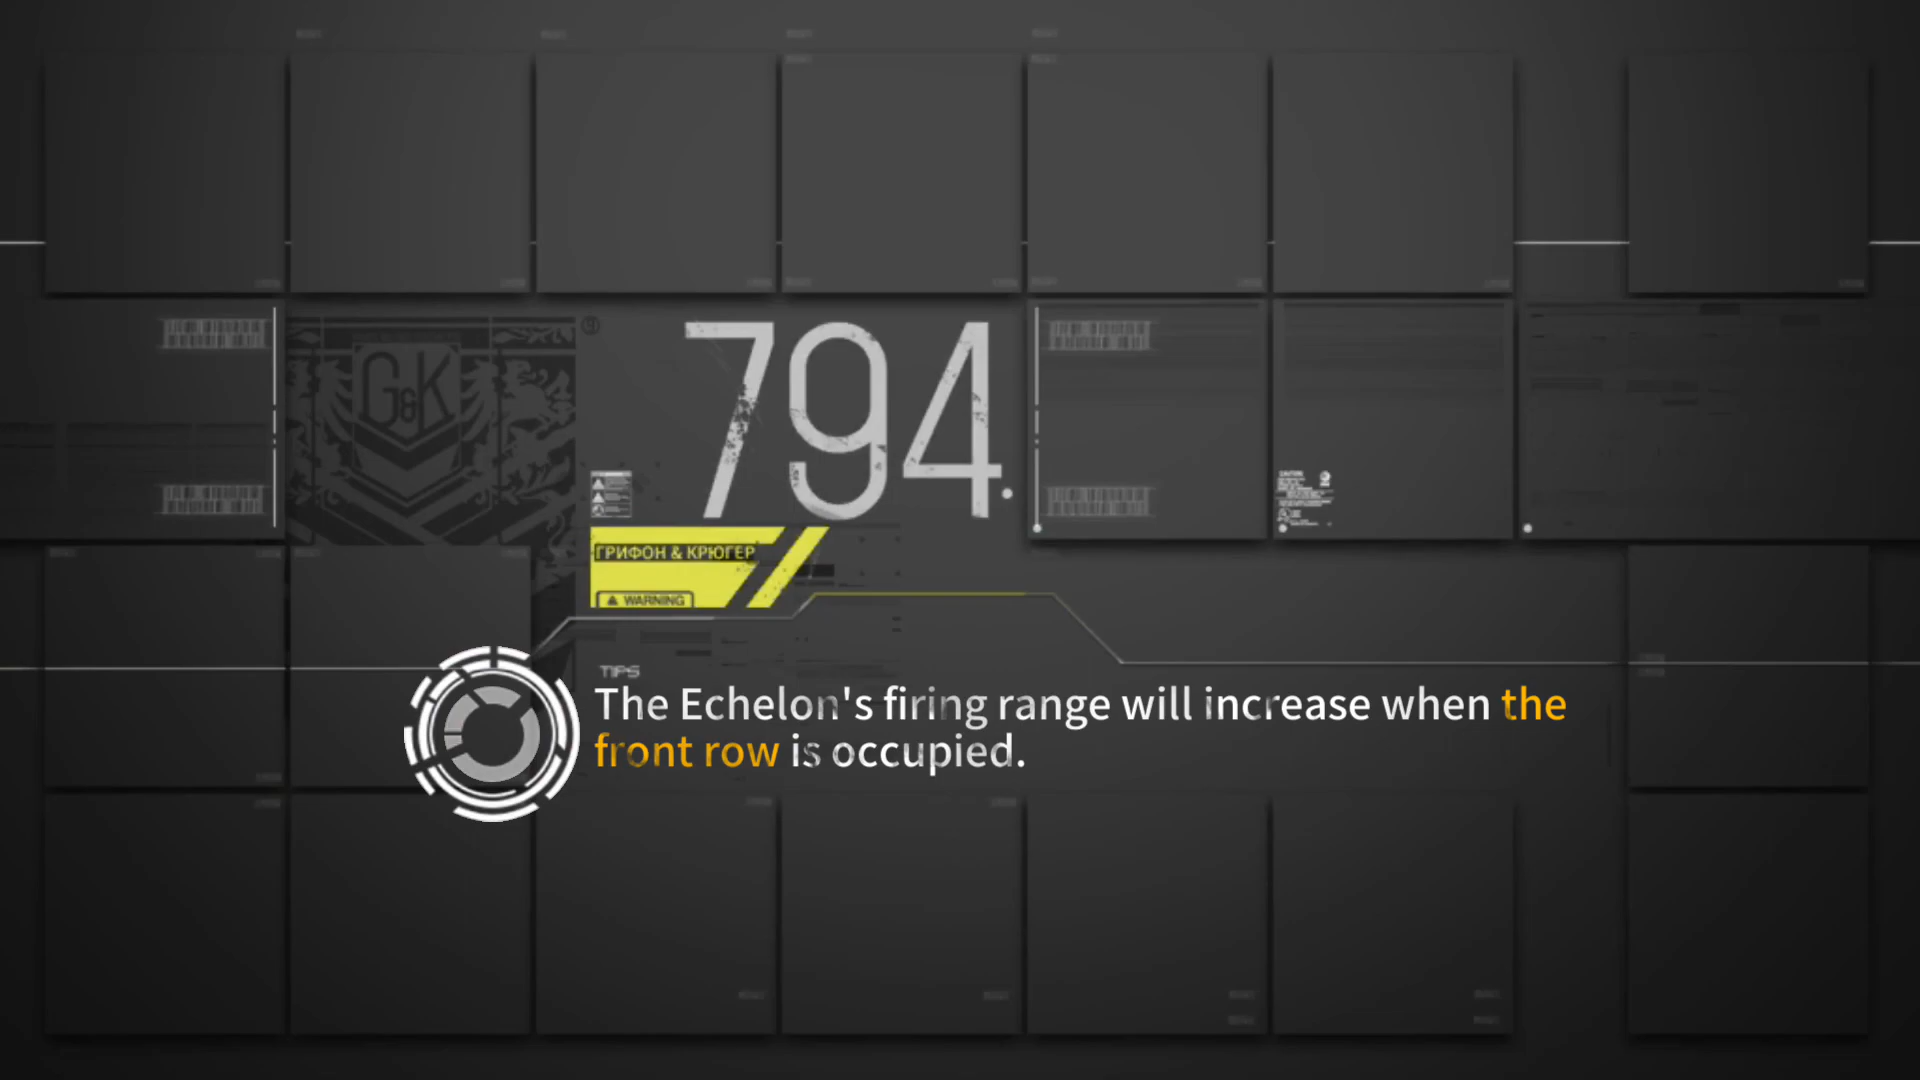 G&K
794.
ГРИФОН & КРЮГЕР
WARNING
TIPS
The Echelon's firing range will increase when the
front row is occupied.